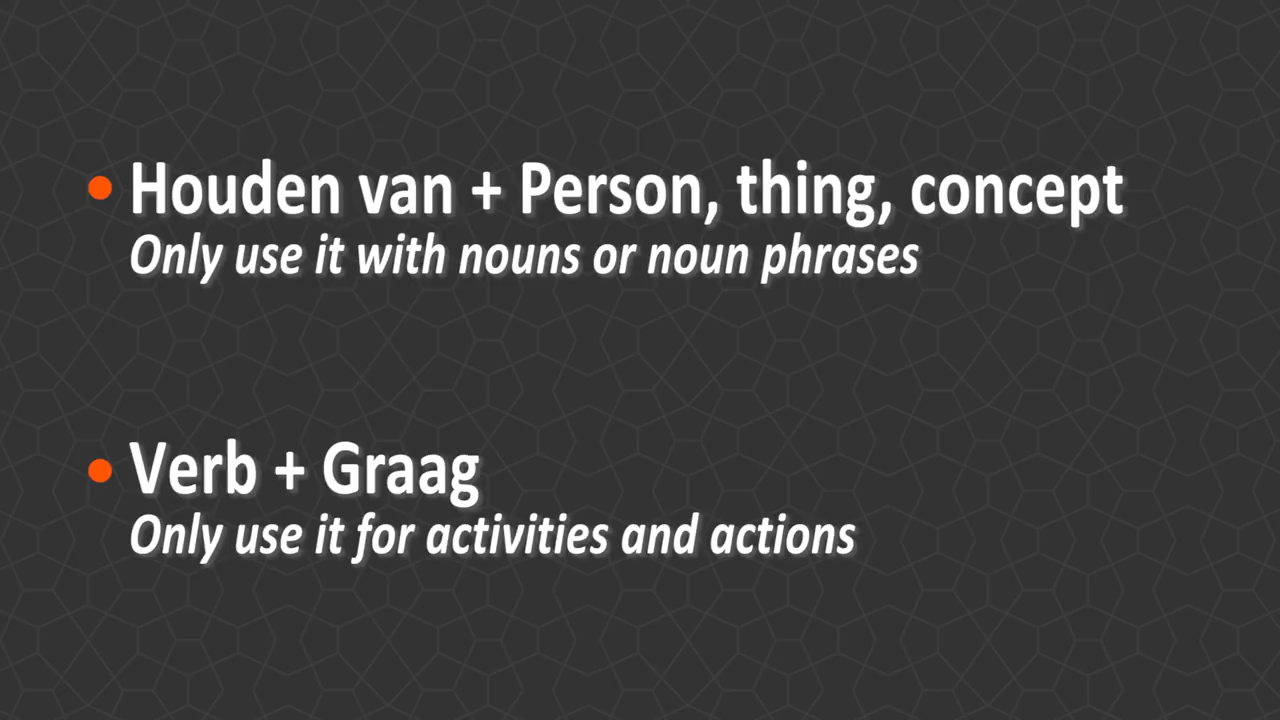 • Houden van + Person, thing, concept
Only use it with nouns or noun phrases
• Verb + Graag
Only use it for activities and actions